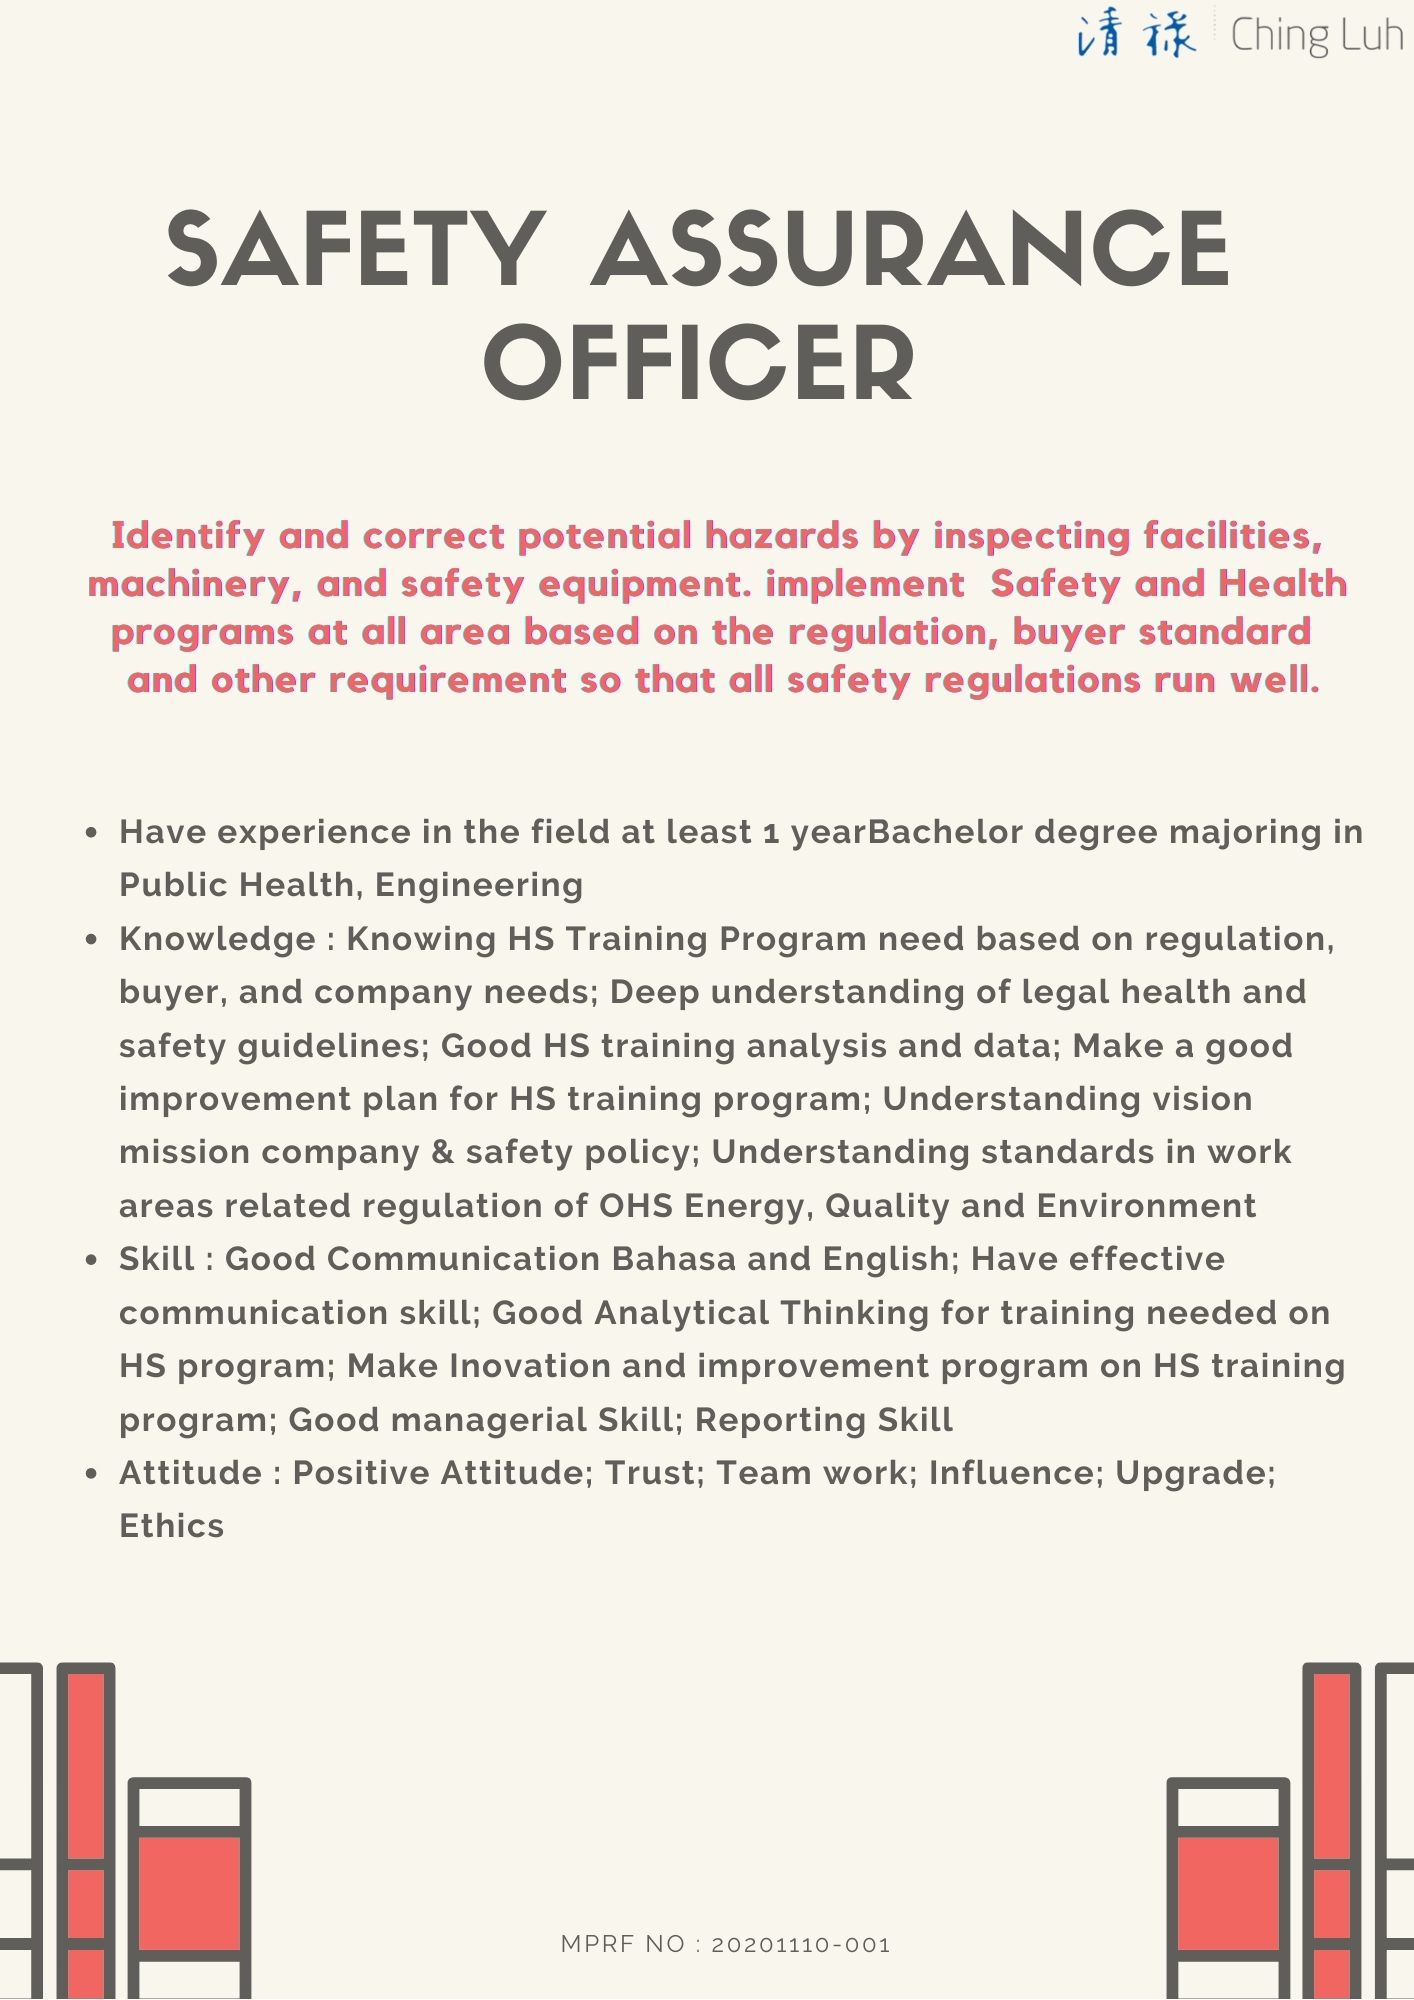 清祿 Ching Luh
SAFETY ASSURANCE
OFFICER
Identify and correct potential hazards by inspecting facilities,
machinery, and safety equipment. implement  Safety and Health
programs at all area based on the regulation, buyer standard
and other requirement so that all safety regulations run well.
• Have experience in the field at least 1 yearBachelor degree majoring in
Public Health, Engineering
• Knowledge : Knowing HS Training Program need based on regulation,
buyer, and company needs; Deep understanding of legal health and
safety guidelines; Good HS training analysis and data; Make a good
improvement plan for HS training program; Understanding vision
mission company & safety policy; Understanding standards in work
areas related regulation of OHS Energy, Quality and Environment
• Skill : Good Communication Bahasa and English; Have effective
communication skill; Good Analytical Thinking for training needed on
HS program; Make Inovation and improvement program on HS training
program; Good managerial Skill; Reporting Skill
• Attitude : Positive Attitude; Trust; Team work; Influence; Upgrade;
Ethics
MPRF NO : 20201110-001